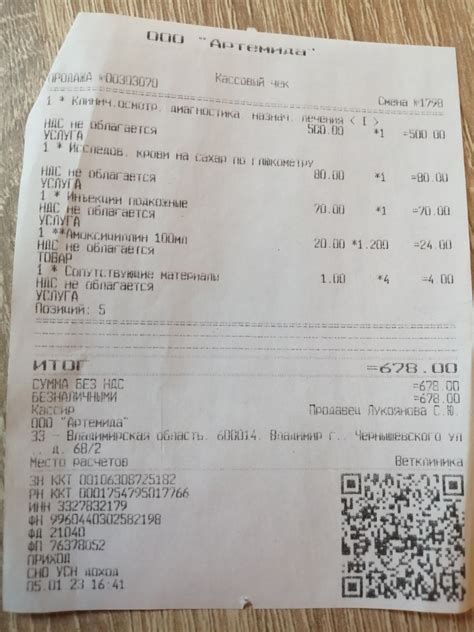 ООО "Артемида"
ПРОДАЖА №00303070 Кассовый чек Смена №1798
1 * Клинич.осмотр, диагностика назнач. лечения ( I )
НДС не облагается 500.00 *1 =500.00
УСЛУГА
1 * Исследов. крови на сахар по глюкометру
НДС не облагается 80.00 *1 =80.00
УСЛУГА
1 * Инъекции подкожные
НДС не облагается 70.00 *1 =70.00
УСЛУГА
1 **Амоксициллин 100мл
НДС не облагается 20.00 *1.200 =24.00
ТОВАР
1 * Сопутствующие материалы
НДС не облагается 1.00 *4 =4.00
УСЛУГА
Позиций: 5
ИТОГ =678.00
СУММА БЕЗ НДС =678.00
БЕЗНАЛИЧНЫМИ =678.00
Кассир Продавец Лукоянова С.Ю.
ООО "Артемида"
33 - Владимирская область, 600014, Владимир г., Чернышевского ул
., д. 68/2
Место расчетов Ветклиника
ЗН ККТ 00106308725182
РН ККТ 0001754795017766
ИНН 3327832179
ФН 9960440302582198
ФД 21040
ФП 76378052
ПРИХОД
СНО УСН доход
05.01 23 16:41